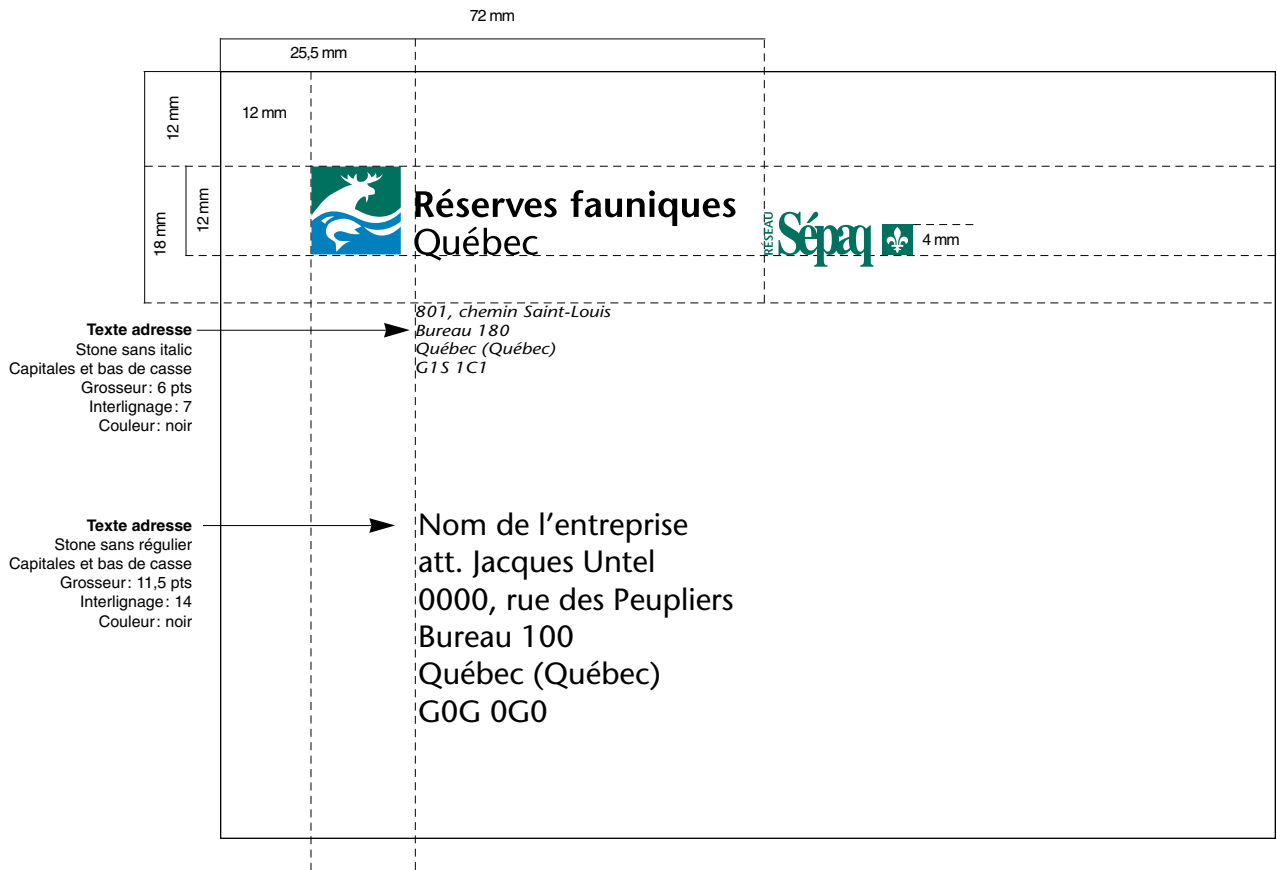 72 mm
25,5 mm
12 mm
12 mm
18 mm
12 mm
Réserves fauniques
Québec
RÉSEAU
Sépaq
4 mm
801, chemin Saint-Louis
Bureau 180
Québec (Québec)
G1S 1C1
Texte adresse
Stone sans italic
Capitales et bas de casse
Grosseur: 6 pts
Interlignage: 7
Couleur: noir
Texte adresse
Stone sans régulier
Capitales et bas de casse
Grosseur: 11,5 pts
Interlignage: 14
Couleur: noir
Nom de l'entreprise
att. Jacques Untel
0000, rue des Peupliers
Bureau 100
Québec (Québec)
G0G 0G0